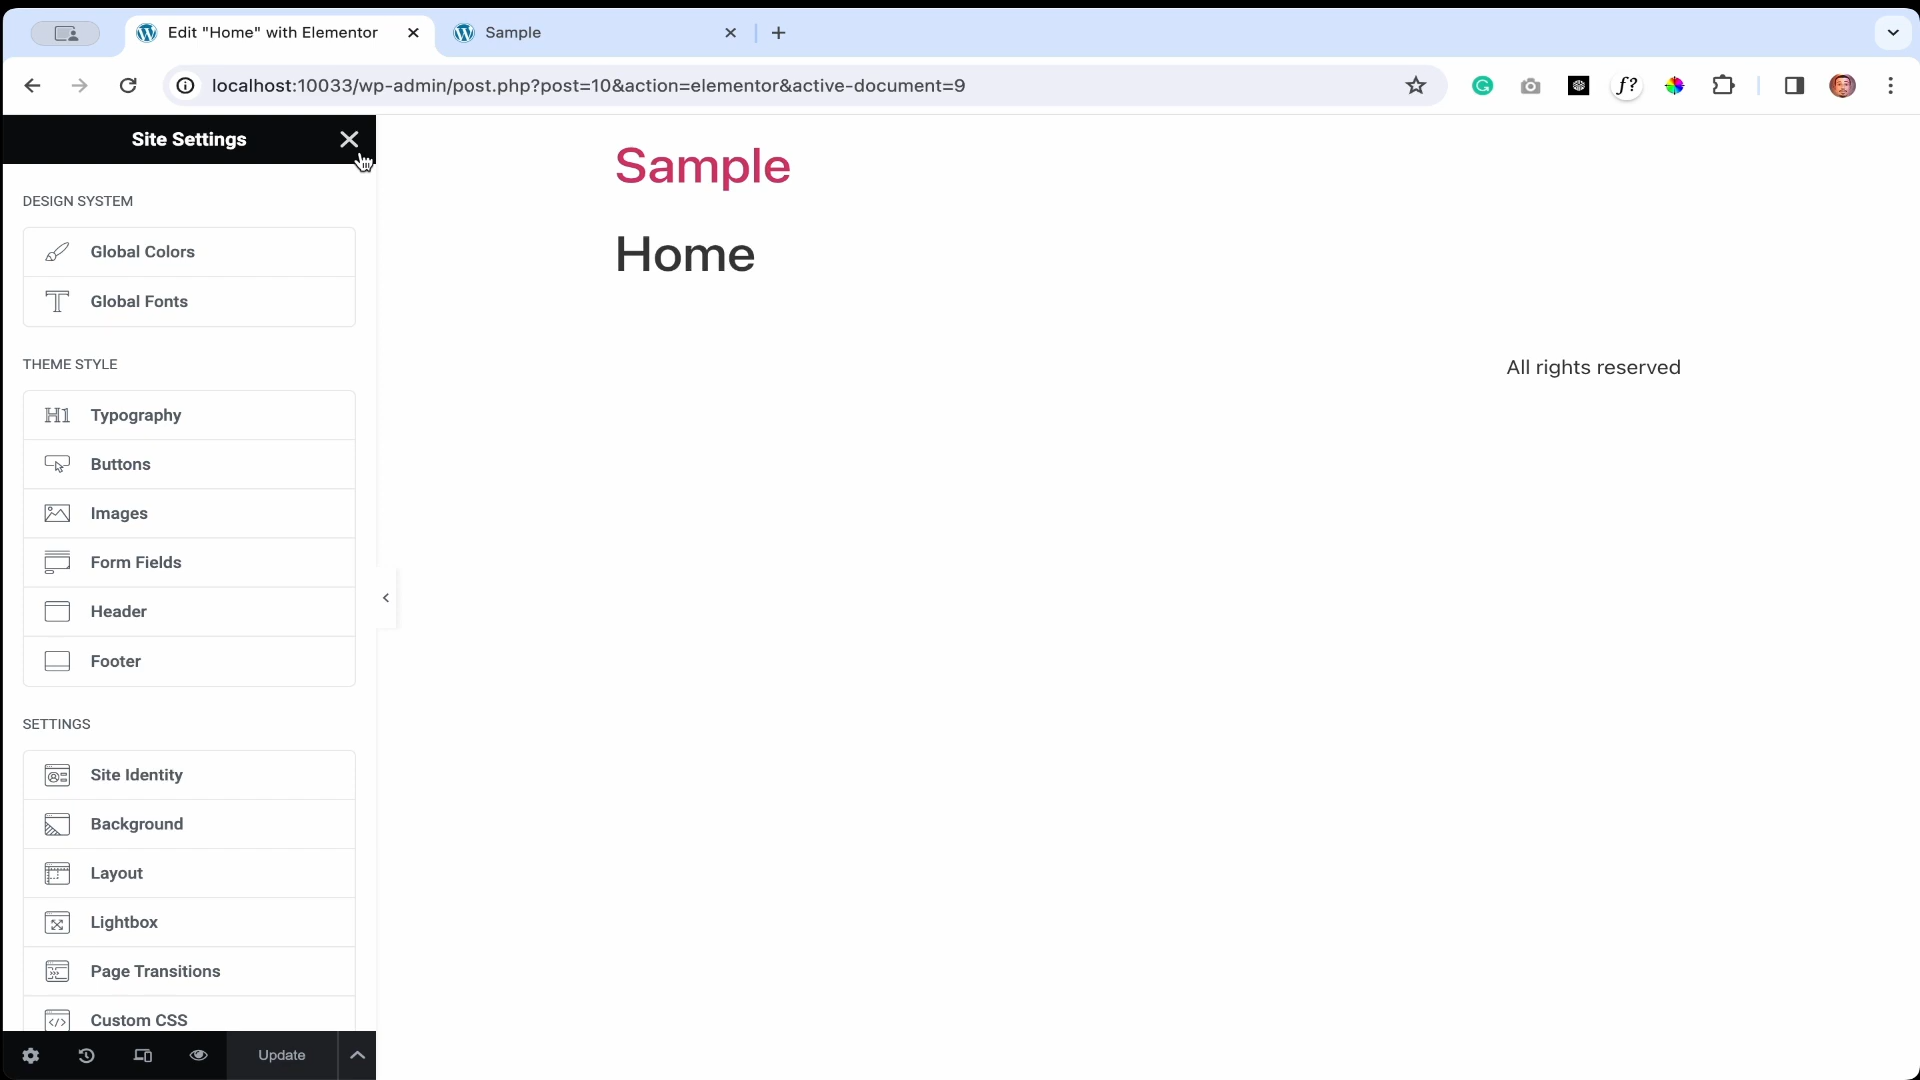 Edit "Home" with Elementor
Sample
localhost:10033/wp-admin/post.php?post=10&action=elementor&active-document=9
f?
Site Settings
DESIGN SYSTEM
Global Colors
Global Fonts
THEME STYLE
H1 Typography
Buttons
Images
Form Fields
Header
Footer
SETTINGS
Site Identity
Background
Layout
Lightbox
Page Transitions
Custom CSS
Update
Sample
Home
All rights reserved